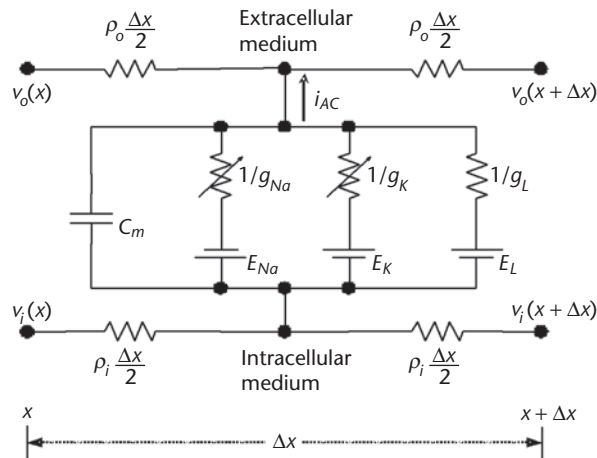 Extracellular medium
ρo Δx/2
ρo Δx/2
vo(x)
iAC
vo(x + Δx)
1/gNa
1/gK
1/gL
Cm
ENa
EK
EL
vi(x)
vi(x + Δx)
ρi Δx/2
Intracellular medium
ρi Δx/2
x
x + Δx
Δx